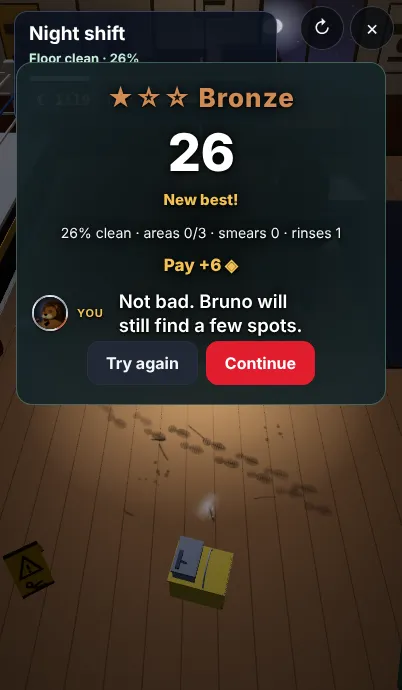 Night shift
Floor clean · 26%
★☆☆ Bronze
26
New best!
26% clean · areas 0/3 · smears 0 · rinses 1
Pay +6 ◈
YOU
Not bad. Bruno will
still find a few spots.
Try again
Continue